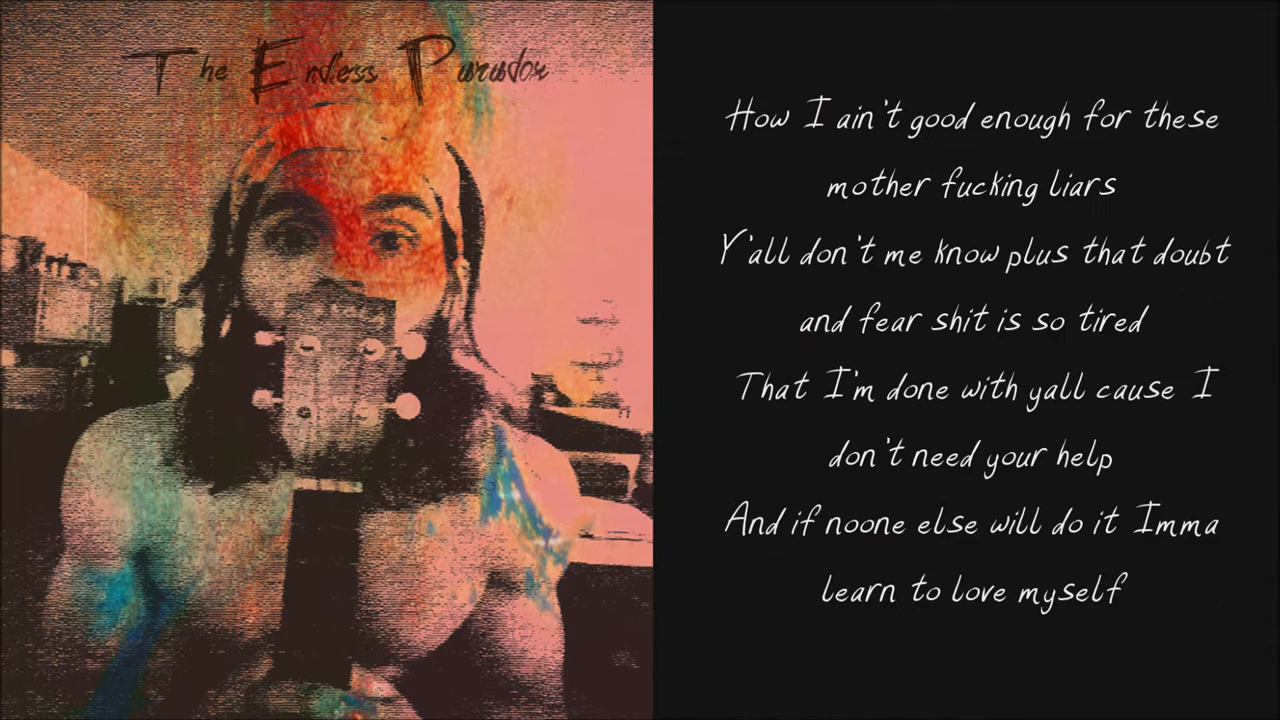 The Endless Paradox
How I ain't good enough for these
mother fucking liars
Y'all don't me know plus that doubt
and fear shit is so tired
That I'm done with yall cause I
don't need your help
And if noone else will do it Imma
learn to love myself